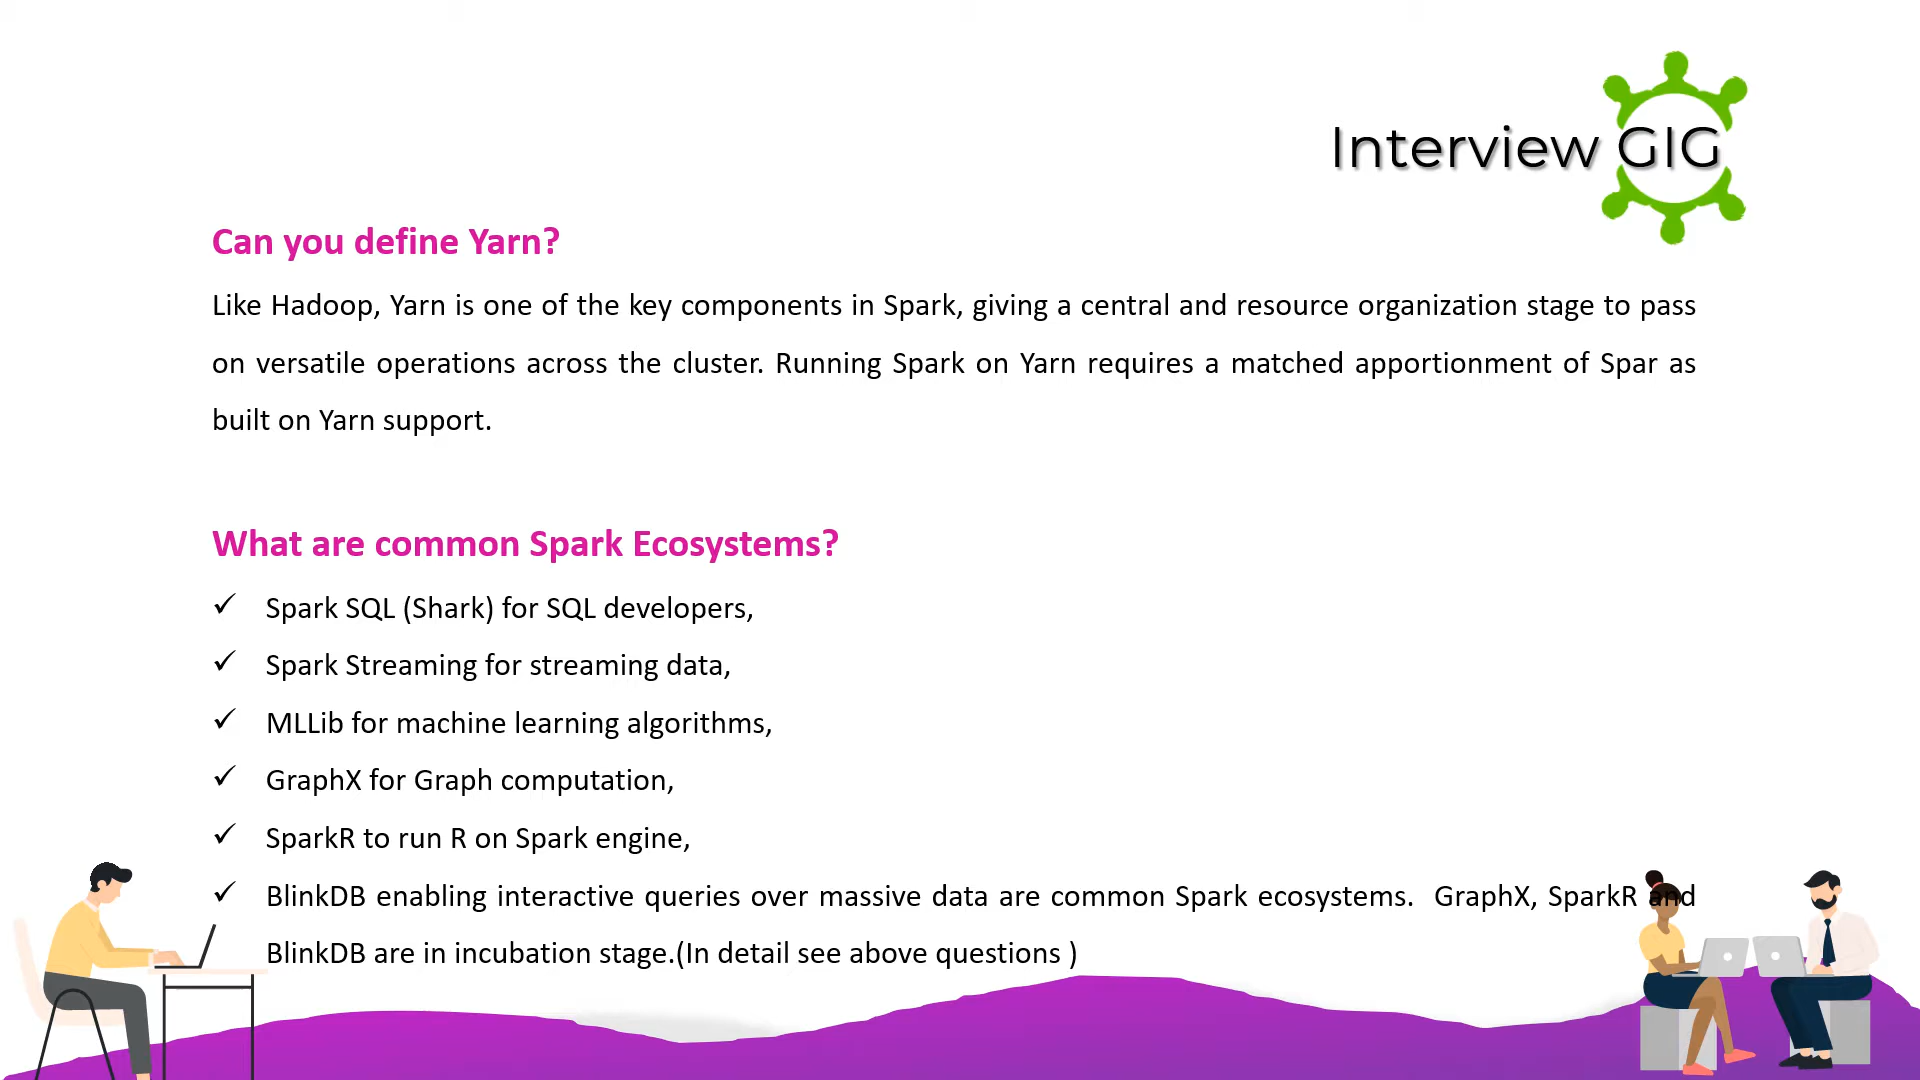 Interview GIG
Can you define Yarn?
Like Hadoop, Yarn is one of the key components in Spark, giving a central and resource organization stage to pass
on versatile operations across the cluster. Running Spark on Yarn requires a matched apportionment of Spar as
built on Yarn support.
What are common Spark Ecosystems?
✓ Spark SQL (Shark) for SQL developers,
✓ Spark Streaming for streaming data,
✓ MLLib for machine learning algorithms,
✓ GraphX for Graph computation,
✓ SparkR to run R on Spark engine,
✓ BlinkDB enabling interactive queries over massive data are common Spark ecosystems. GraphX, SparkR and
BlinkDB are in incubation stage.(In detail see above questions )